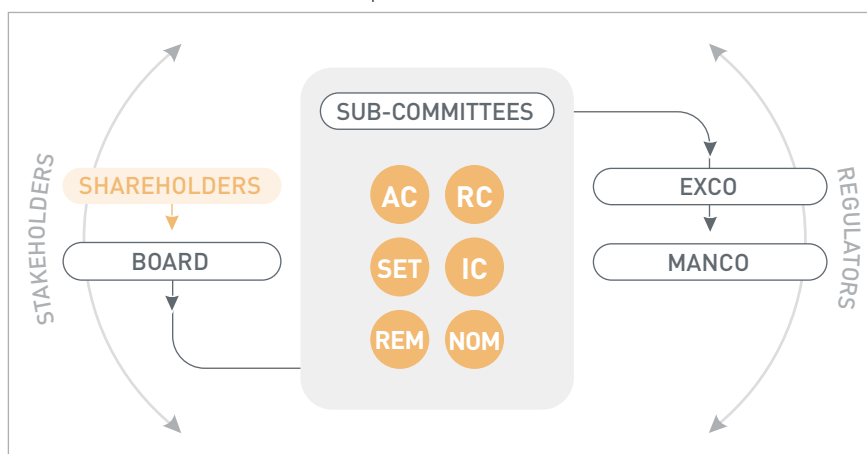 STAKEHOLDERS
SHAREHOLDERS
BOARD
SUB-COMMITTEES
AC
RC
SET
IC
REM
NOM
EXCO
MANCO
REGULATORS